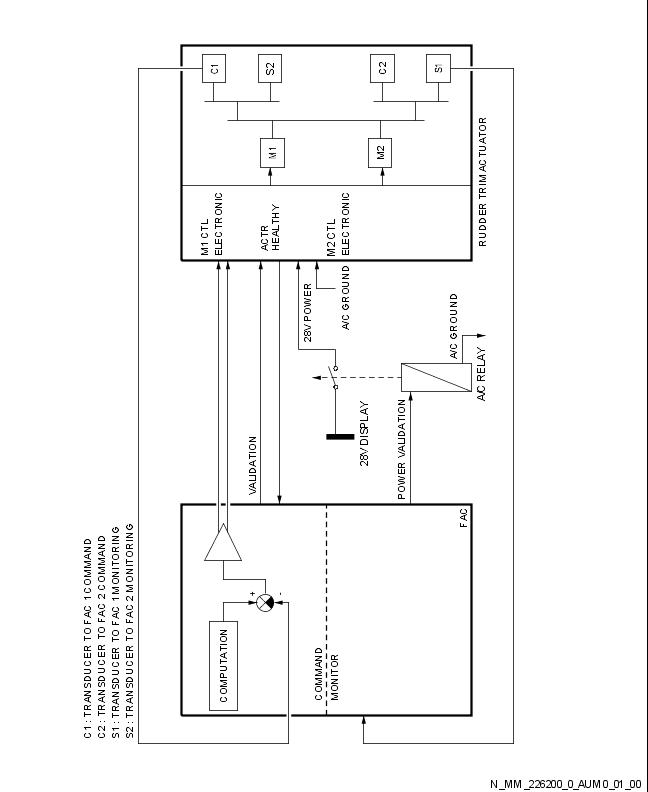 C1
S2
C2
S1
M1
M2
M1 CTL
ELECTRONIC
ACTR
HEALTHY
M2 CTL
ELECTRONIC
RUDDER TRIM ACTUATOR
28V POWER
A/C GROUND
A/C GROUND
A/C RELAY
28V DISPLAY
VALIDATION
POWER VALIDATION
FAC
+
-
COMPUTATION
COMMAND
MONITOR
C1 : TRANSDUCER TO FAC 1 COMMAND
C2 : TRANSDUCER TO FAC 2 COMMAND
S1 : TRANSDUCER TO FAC 1 MONITORING
S2 : TRANSDUCER TO FAC 2 MONITORING
N_MM_226200_0_AUM0_01_00